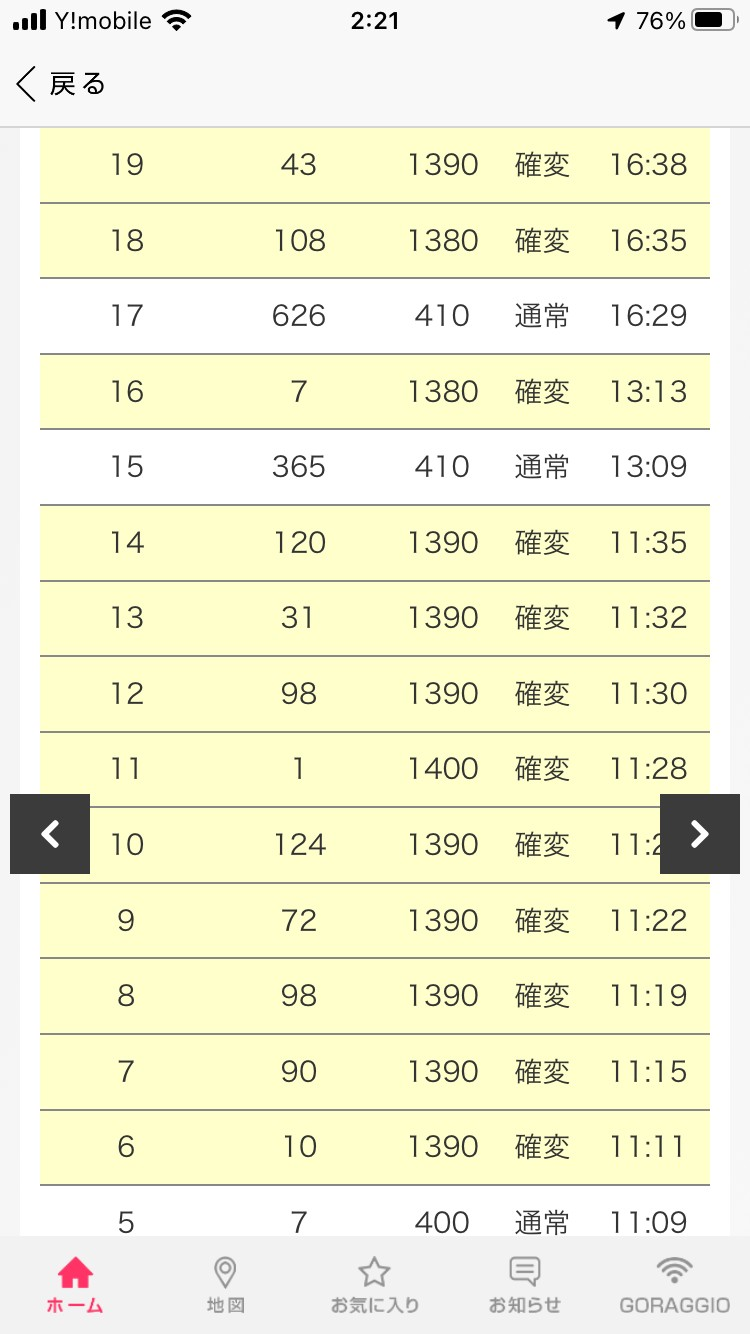 Y!mobile 2:21 76%
戻る
19 43 1390 確変 16:38
18 108 1380 確変 16:35
17 626 410 通常 16:29
16 7 1380 確変 13:13
15 365 410 通常 13:09
14 120 1390 確変 11:35
13 31 1390 確変 11:32
12 98 1390 確変 11:30
11 1 1400 確変 11:28
10 124 1390 確変
9 72 1390 確変 11:22
8 98 1390 確変 11:19
7 90 1390 確変 11:15
6 10 1390 確変 11:11
5 7 400 通常 11:09
ホーム 地図 お気に入り お知らせ GORAGGIO